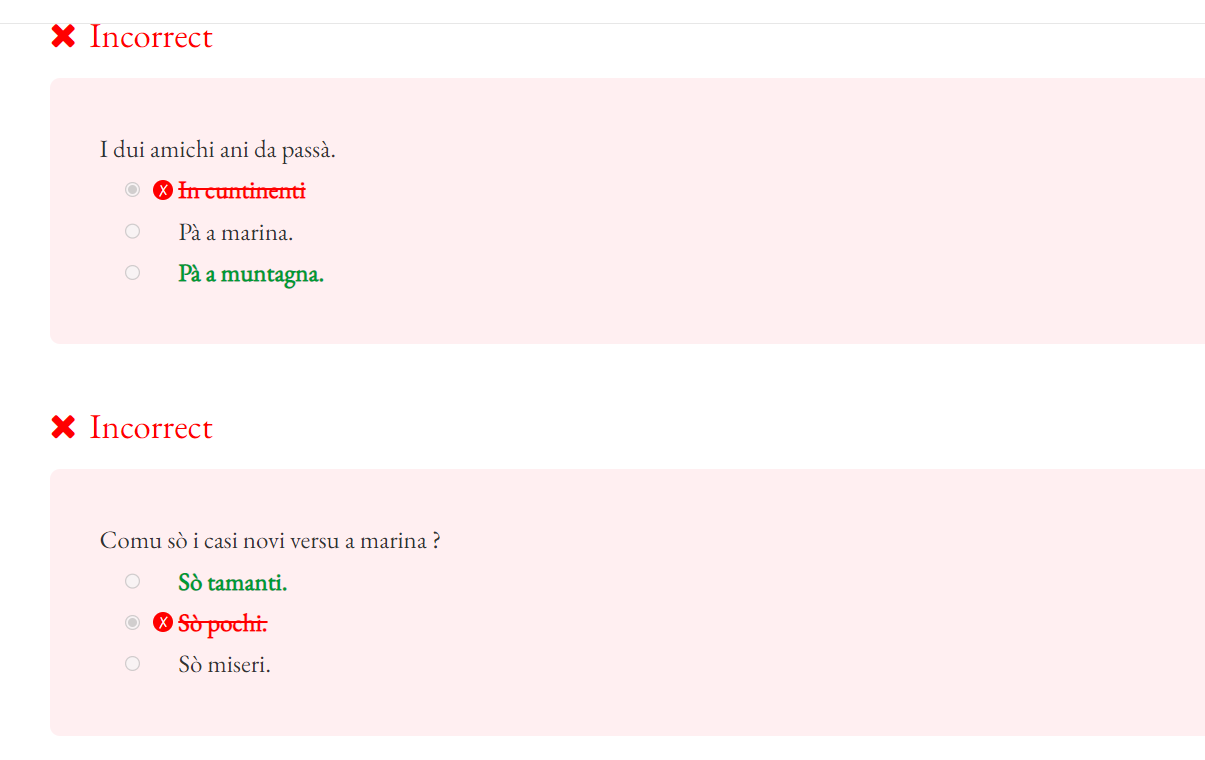 Incorrect
I dui amichi ani da passà.
In cuntinenti
Pà a marina.
Pà a muntagna.
Incorrect
Comu sò i casi novi versu a marina ?
Sò tamanti.
Sò pochi.
Sò miseri.